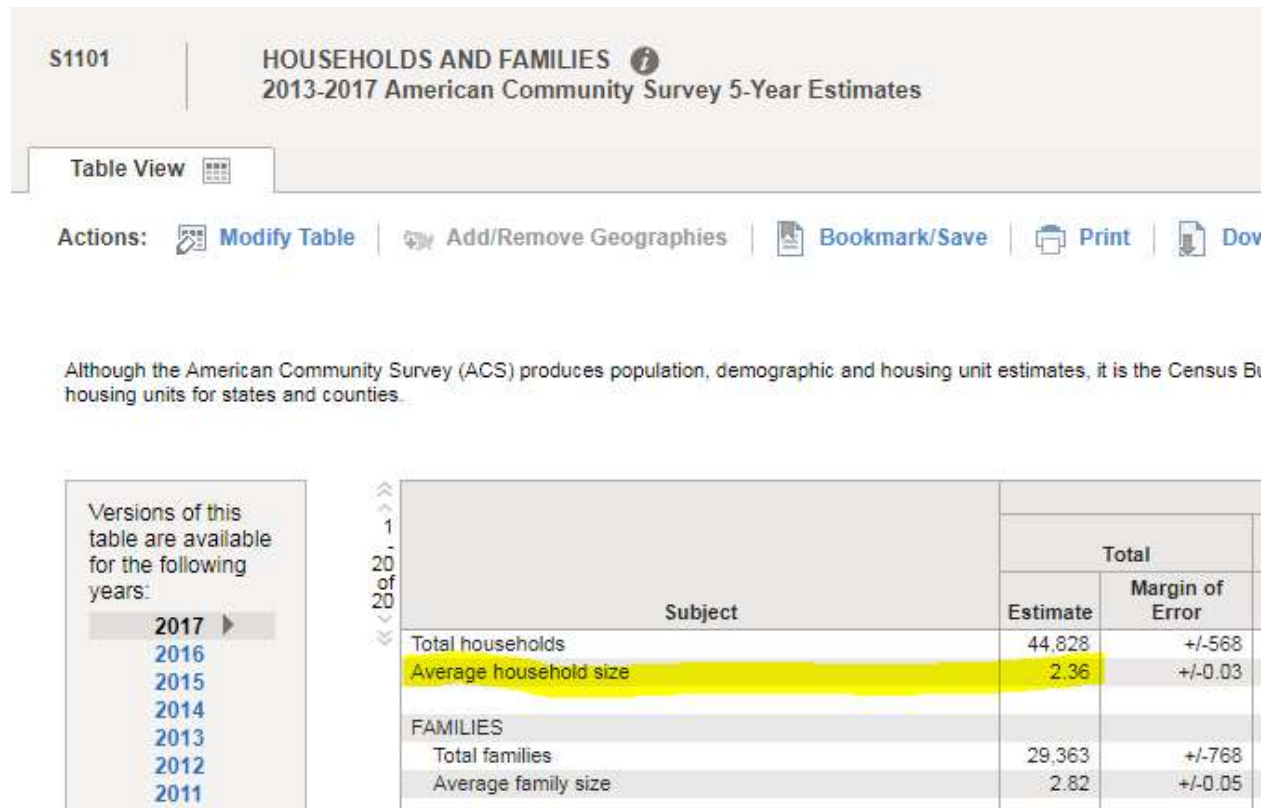 S1101
HOUSEHOLDS AND FAMILIES
2013-2017 American Community Survey 5-Year Estimates
Table View
Actions: Modify Table Add/Remove Geographies Bookmark/Save Print Dow
Although the American Community Survey (ACS) produces population, demographic and housing unit estimates, it is the Census Bu
housing units for states and counties.
Versions of this
table are available
for the following
years:
2017
2016
2015
2014
2013
2012
2011
1
-
20
of
20
Total
Subject Estimate Margin of
Error
Total households 44,828 +/-568
Average household size 2.36 +/-0.03
FAMILIES
Total families 29,363 +/-768
Average family size 2.82 +/-0.05